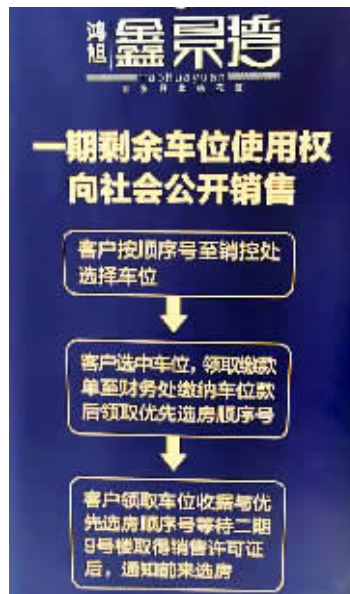 鸿旭
鑫景湾
一期剩余车位使用权
向社会公开销售
客户按顺序号至销控处
选择车位
客户选中车位，领取缴款
单至财务处缴纳车位款
后领取优先选房顺序号
客户领取车位收据与优
先选房顺序号等待二期
9号楼取得销售许可证
后，通知前来选房